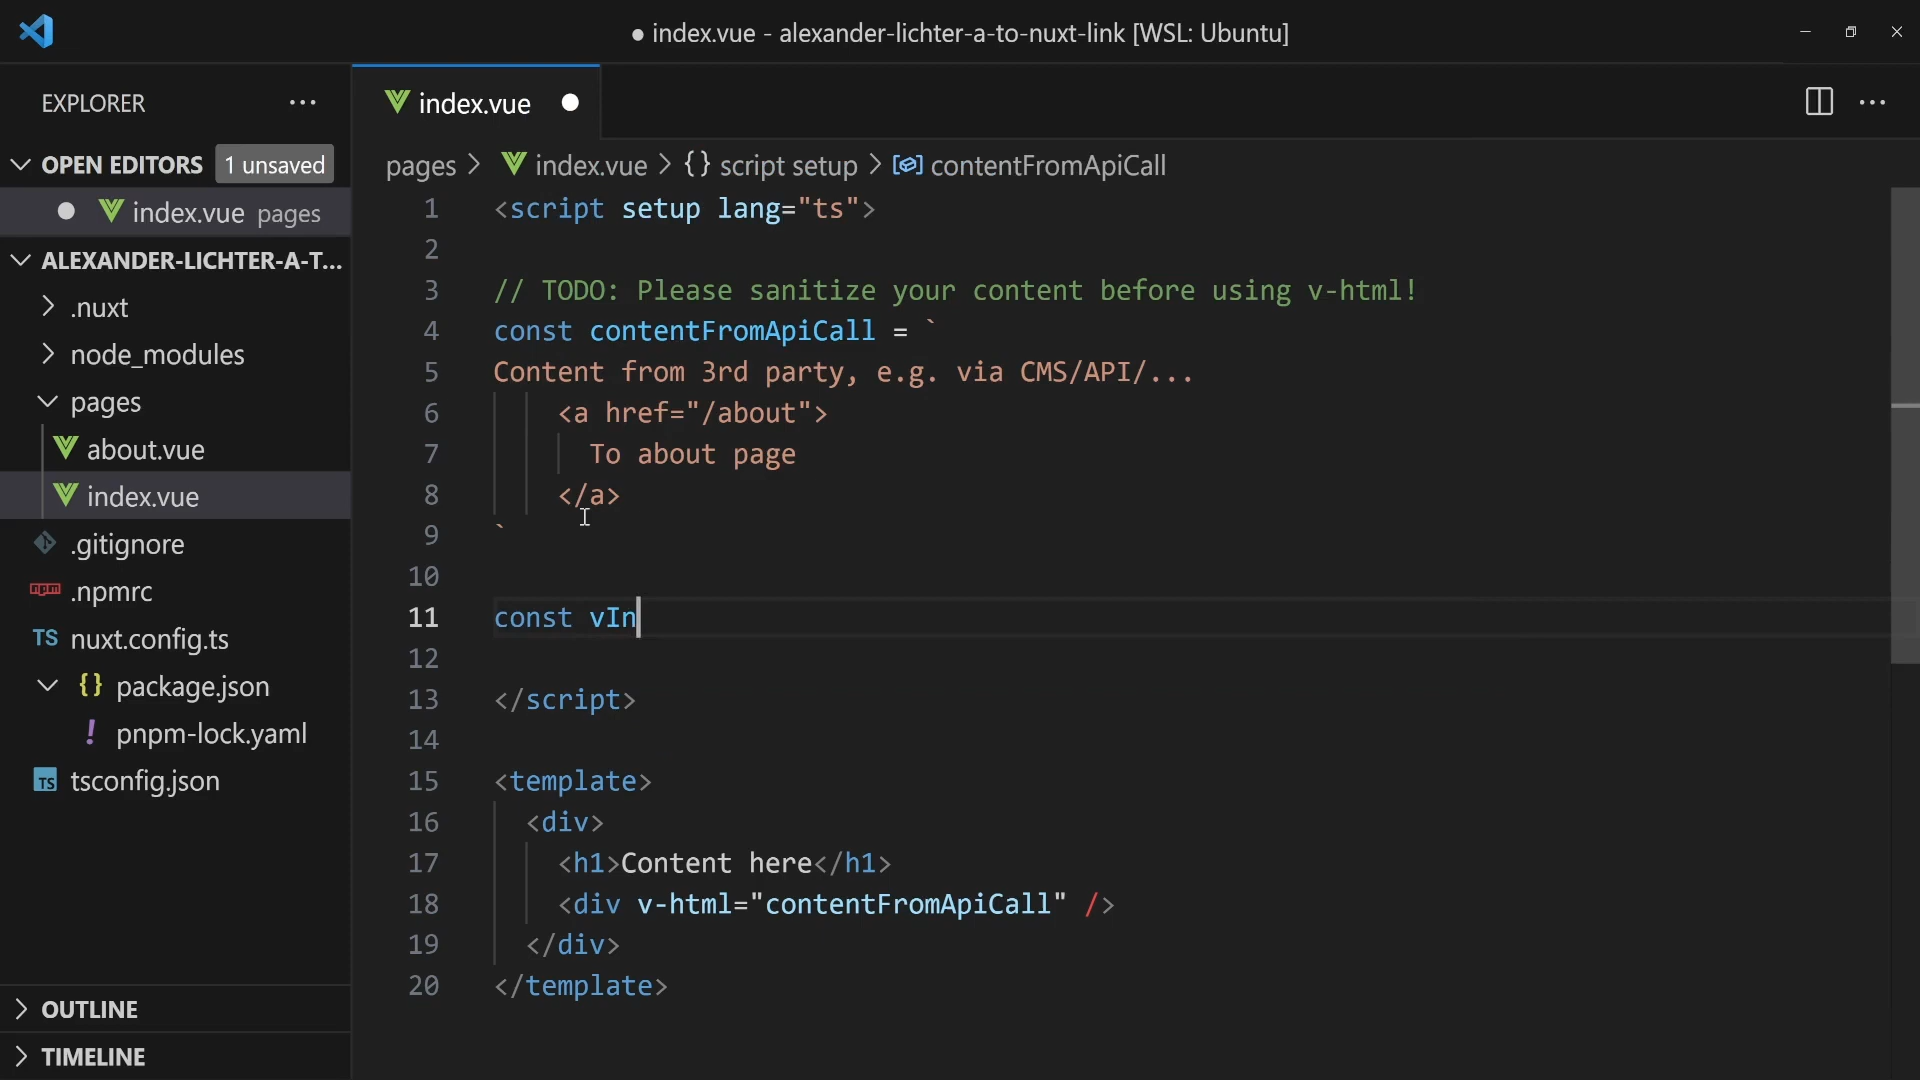 index.vue - alexander-lichter-a-to-nuxt-link [WSL: Ubuntu]
EXPLORER
index.vue
OPEN EDITORS 1 unsaved
index.vue pages
ALEXANDER-LICHTER-A-T...
.nuxt
node_modules
pages
about.vue
index.vue
.gitignore
npm .npmrc
TS nuxt.config.ts
{} package.json
! pnpm-lock.yaml
TS tsconfig.json
OUTLINE
TIMELINE
pages > index.vue > {} script setup > contentFromApiCall
1 <script setup lang="ts">
2
3 // TODO: Please sanitize your content before using v-html!
4 const contentFromApiCall = `
5 Content from 3rd party, e.g. via CMS/API/...
6 <a href="/about">
7 To about page
8 </a>
9 `
10
11 const vIn
12
13 </script>
14
15 <template>
16 <div>
17 <h1>Content here</h1>
18 <div v-html="contentFromApiCall" />
19 </div>
20 </template>